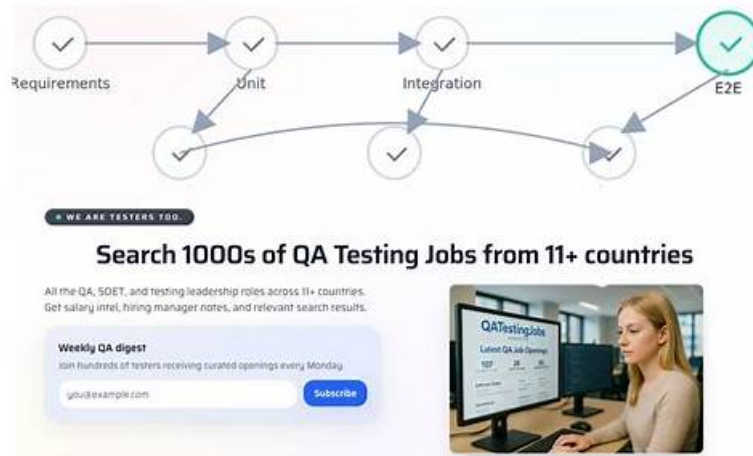 Requirements
Unit
Integration
E2E
WE ARE TESTERS TOO.
Search 1000s of QA Testing Jobs from 11+ countries
All the QA, SDET, and testing leadership roles across 11+ countries.
Get salary intel, hiring manager notes, and relevant search results.
QATestingJobs
Latest QA Job Openings
Weekly QA digest
Join hundreds of testers receiving curated openings every Monday.
you@example.com
Subscribe